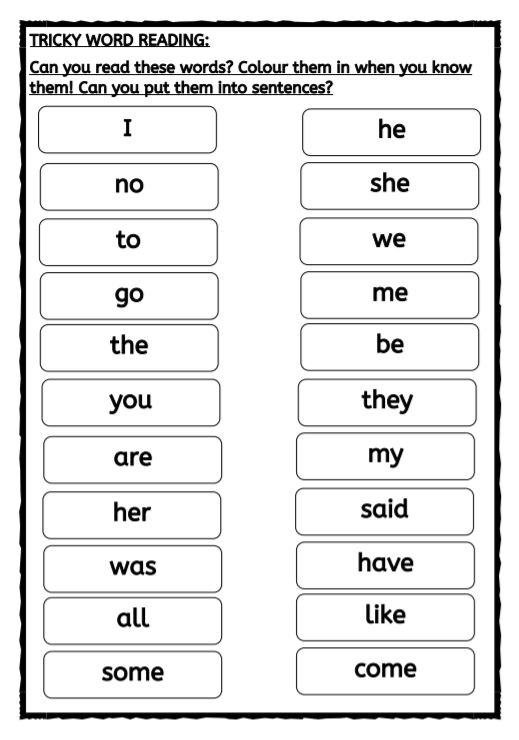 TRICKY WORD READING:
Can you read these words? Colour them in when you know
them! Can you put them into sentences?
I
he
no
she
to
we
go
me
the
be
you
they
are
my
her
said
was
have
all
like
some
come